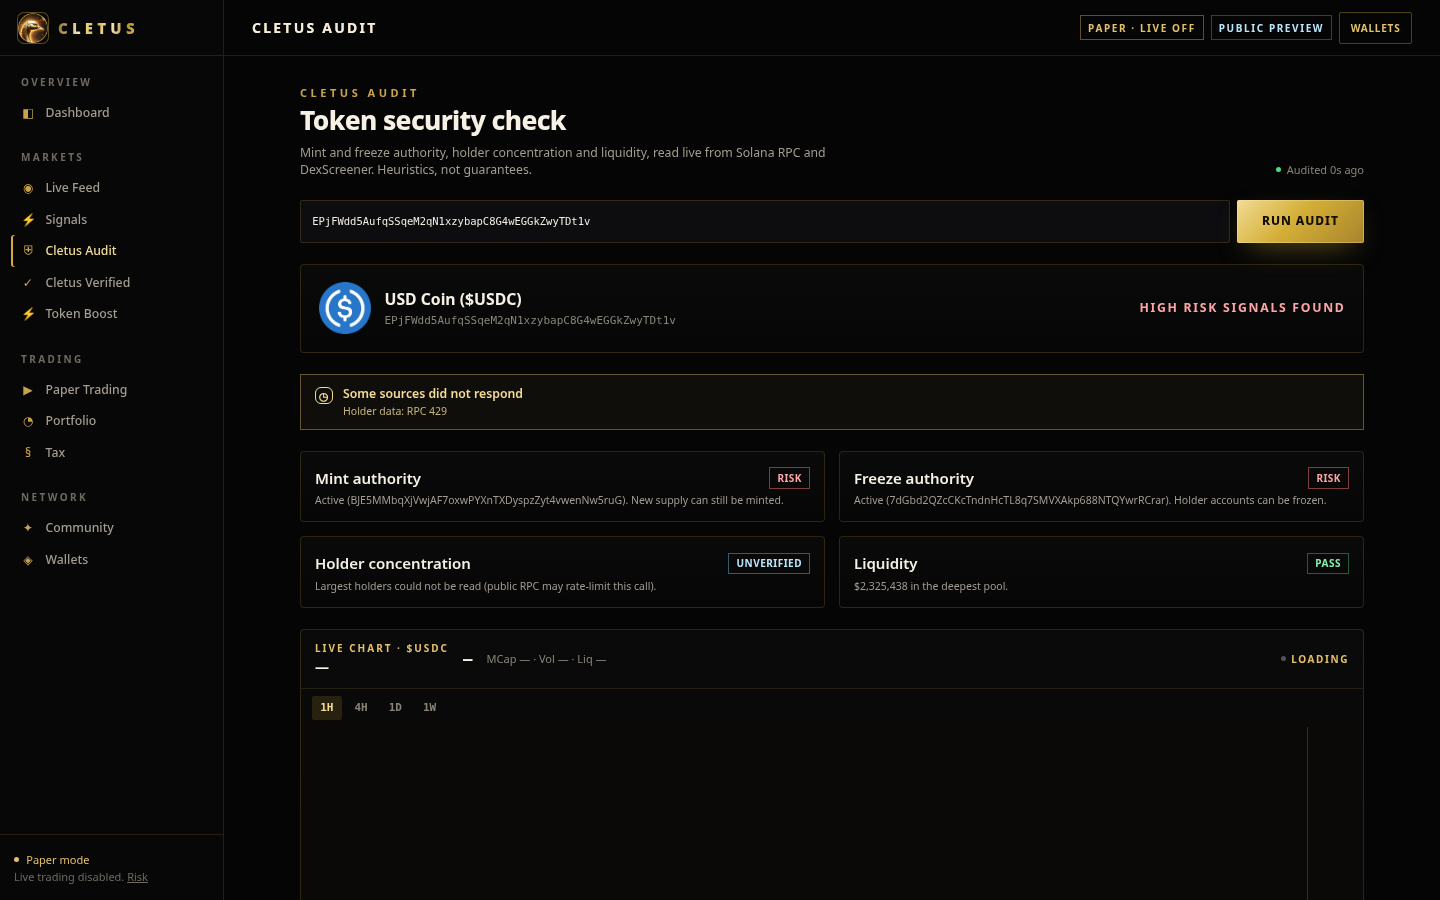 CLETUS
CLETUS AUDIT
PAPER · LIVE OFF
PUBLIC PREVIEW
WALLETS
OVERVIEW
Dashboard
MARKETS
Live Feed
Signals
Cletus Audit
Cletus Verified
Token Boost
TRADING
Paper Trading
Portfolio
§ Tax
NETWORK
Community
Wallets
Paper mode
Live trading disabled. Risk
CLETUS AUDIT
Token security check
Mint and freeze authority, holder concentration and liquidity, read live from Solana RPC and
DexScreener. Heuristics, not guarantees.
Audited 0s ago
EPjFWdd5AufqSSqeM2qN1xzybapC8G4wEGGkZwyTDt1v
RUN AUDIT
USD Coin ($USDC)
EPjFWdd5AufqSSqeM2qN1xzybapC8G4wEGGkZwyTDt1v
HIGH RISK SIGNALS FOUND
Some sources did not respond
Holder data: RPC 429
Mint authority
RISK
Active (BJE5MMbqXjVwjAF7oxwPYXnTXDyspzZyt4vwenNw5ruG). New supply can still be minted.
Freeze authority
RISK
Active (7dGbd2QZcCKcTndnHcTL8q7SMVXAkp688NTQYwrRCrar). Holder accounts can be frozen.
Holder concentration
UNVERIFIED
Largest holders could not be read (public RPC may rate-limit this call).
Liquidity
PASS
$2,325,438 in the deepest pool.
LIVE CHART · $USDC
—
—
MCap — · Vol — · Liq —
LOADING
1H 4H 1D 1W